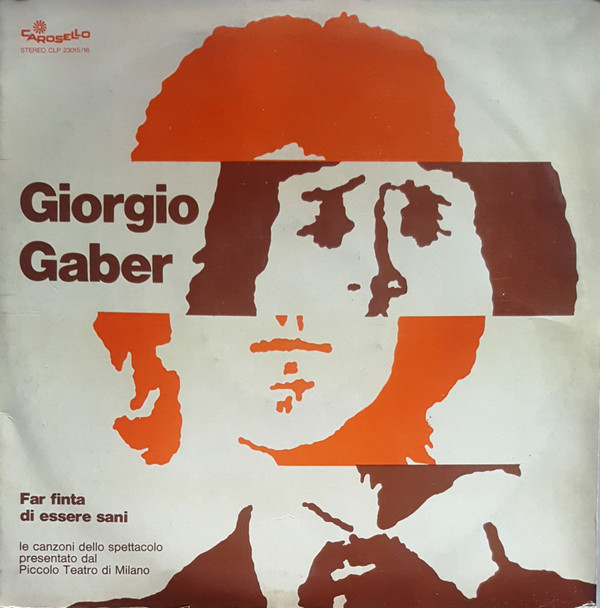 CAROSELLO
STEREO CLP 23015/16
Giorgio
Gaber
Far finta
di essere sani
le canzoni dello spettacolo
presentato dal
Piccolo Teatro di Milano